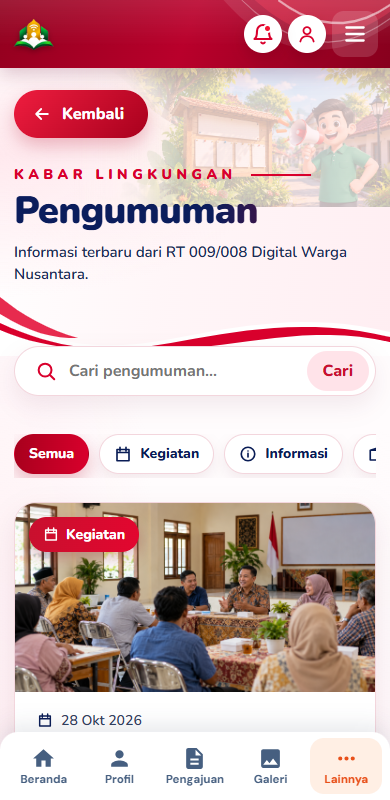 Kembali
KABAR LINGKUNGAN
Pengumuman
Informasi terbaru dari RT 009/008 Digital Warga
Nusantara.
Cari pengumuman...
Cari
Semua
Kegiatan
Informasi
Kegiatan
28 Okt 2026
Beranda
Profil
Pengajuan
Galeri
Lainnya